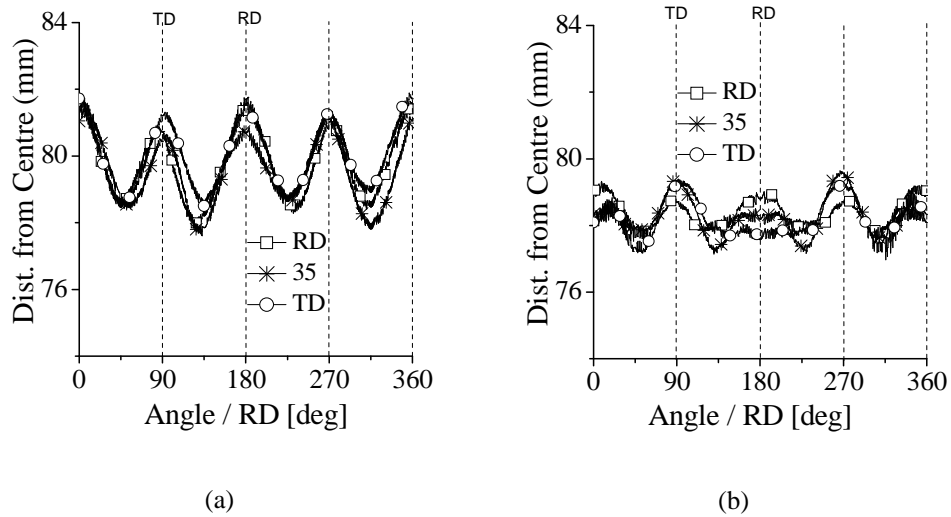 TD RD
84
80
76
Dist. from Centre (mm)
RD
35
TD
0 90 180 270 360
Angle / RD [deg]
(a)
TD RD
84
82
80
76
Dist. from Centre (mm)
RD
35
TD
0 90 180 270 360
Angle / RD [deg]
(b)